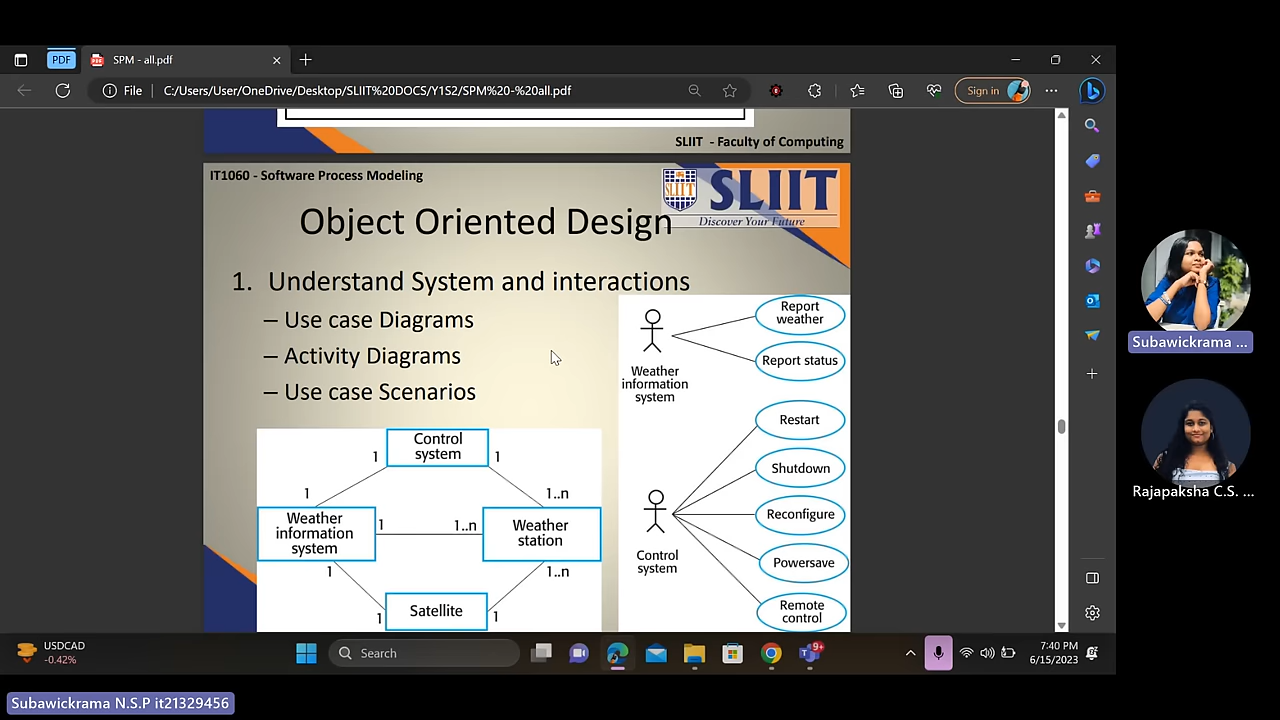 PDF
SPM - all.pdf
File
C:/Users/User/OneDrive/Desktop/SLIIT%20DOCS/Y1S2/SPM%20-%20all.pdf
Sign in
SLIIT - Faculty of Computing
IT1060 - Software Process Modeling
SLIIT
SLIIT
Discover Your Future
Object Oriented Design
1. Understand System and interactions
– Use case Diagrams
– Activity Diagrams
– Use case Scenarios
Control
system
1
1
1
1..n
Weather
information
system
1
1..n
Weather
station
1
1..n
Satellite
1
1
Weather
information
system
Report
weather
Report status
Control
system
Restart
Shutdown
Reconfigure
Powersave
Remote
control
Subawickrama ...
Rajapaksha C.S. ...
USDCAD
-0.42%
Search
9+
7:40 PM
6/15/2023
Subawickrama N.S.P it21329456